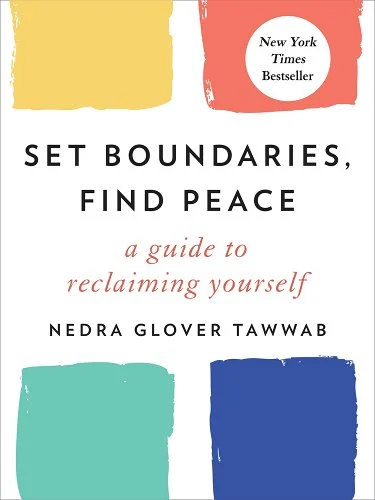 New York
Times
Bestseller
SET BOUNDARIES,
FIND PEACE
a guide to
reclaiming yourself
NEDRA GLOVER TAWWAB